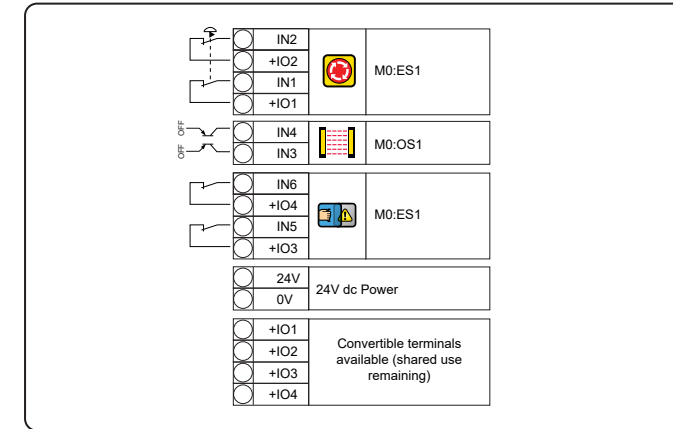 IN2
+IO2
IN1
+IO1
M0:ES1
OFF
OFF
IN4
IN3
M0:OS1
IN6
+IO4
IN5
+IO3
M0:ES1
24V
0V
24V dc Power
+IO1
+IO2
+IO3
+IO4
Convertible terminals
available (shared use
remaining)